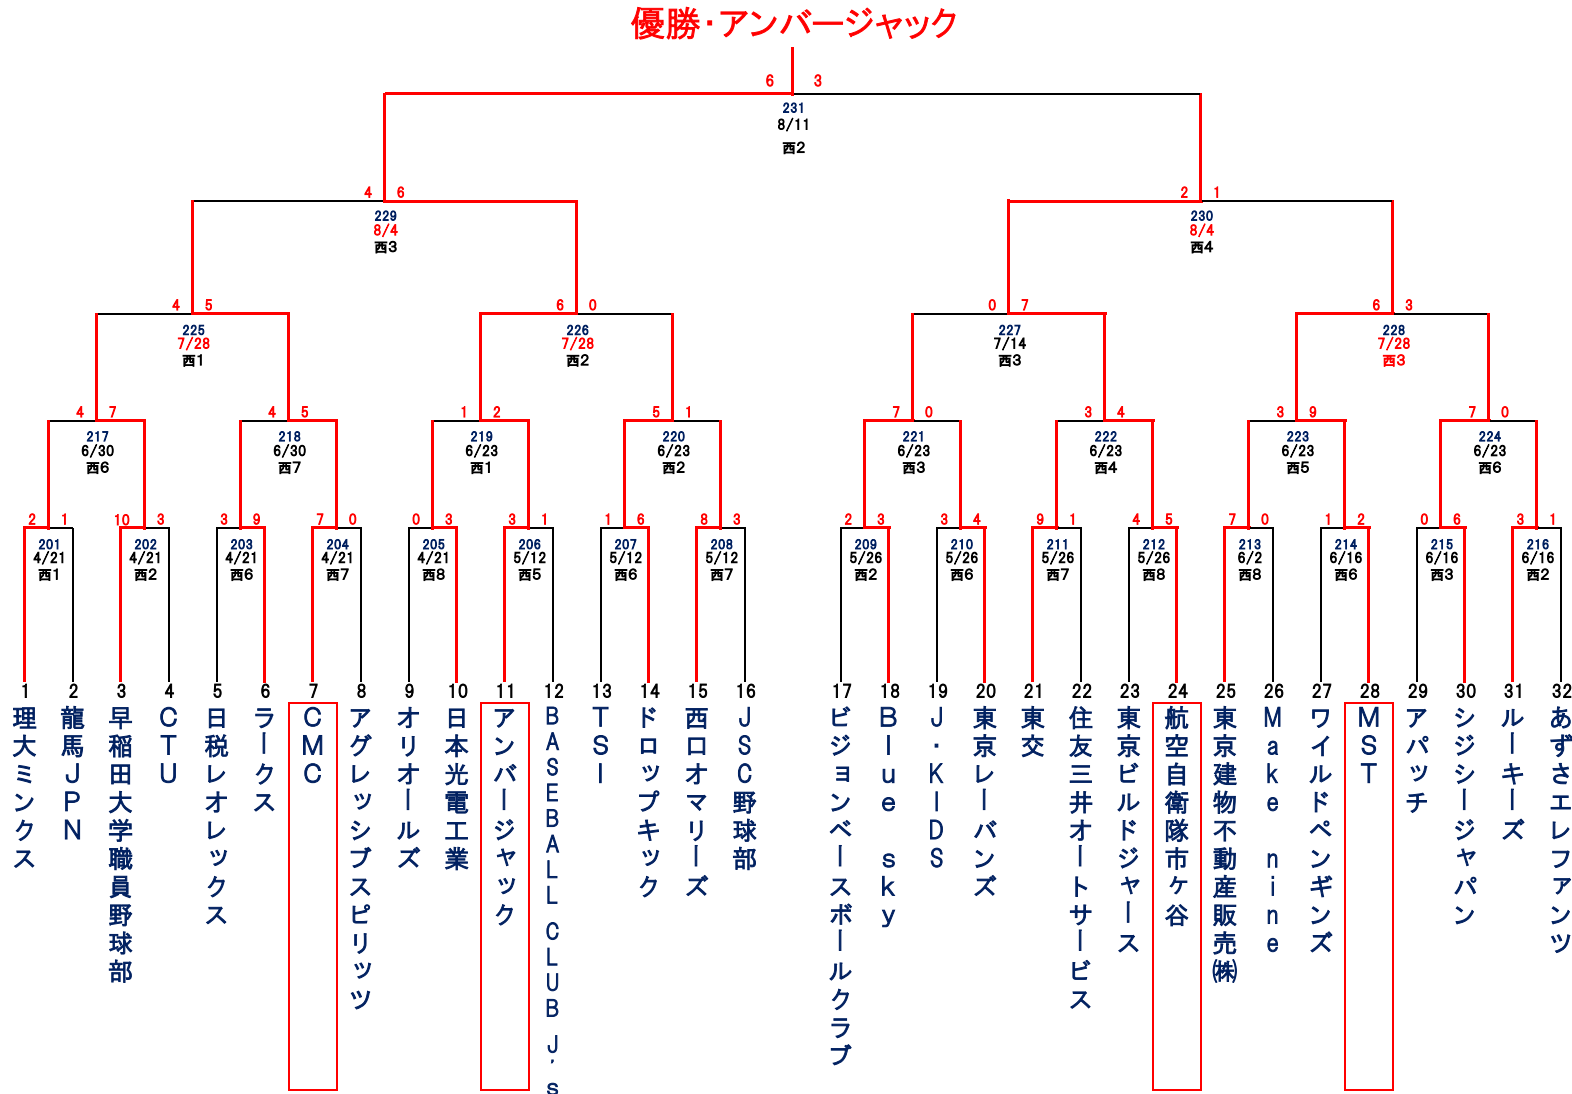 優勝・アンバージャック
6 3
231
8/11
西2
4 6 2 1
229 230
8/4 8/4
西3 西4
4 5 6 0 0 7 6 3
225 226 227 228
7/28 7/28 7/14 7/28
西1 西2 西3 西3
4 7 4 5 1 2 5 1 7 0 3 4 3 9 7 0
217 218 219 220 221 222 223 224
6/30 6/30 6/23 6/23 6/23 6/23 6/23 6/23
西6 西7 西1 西2 西3 西4 西5 西6
2 1 10 3 3 9 7 0 0 3 3 1 1 6 8 3 2 3 3 4 9 1 4 5 7 0 1 2 0 6 3 1
201 202 203 204 205 206 207 208 209 210 211 212 213 214 215 216
4/21 4/21 4/21 4/21 4/21 5/12 5/12 5/12 5/26 5/26 5/26 5/26 6/2 6/16 6/16 6/16
西1 西2 西6 西7 西8 西5 西6 西7 西2 西6 西7 西8 西8 西6 西3 西2
1 2 3 4 5 6 7 8 9 10 11 12 13 14 15 16 17 18 19 20 21 22 23 24 25 26 27 28 29 30 31 32
理大ミンクス
龍馬JPN
早稲田大学職員野球部
CTU
日税レオレックス
ラークス
CMC
アグレッシブスピリッツ
オリオールズ
日本光電工業
アンバージャック
BASEBALL CLUB J's
TSI
ドロップキック
西口オマリーズ
JSC野球部
ビジョンベースボールクラブ
Blue sky
J・KIDS
東京レーバンズ
東交
住友三井オートサービス
東京ビルドジャース
航空自衛隊市ヶ谷
東京建物不動産販売㈱
Make nine
ワイルドペンギンズ
MST
アパッチ
シジシージャパン
ルーキーズ
あずさエレファンツ